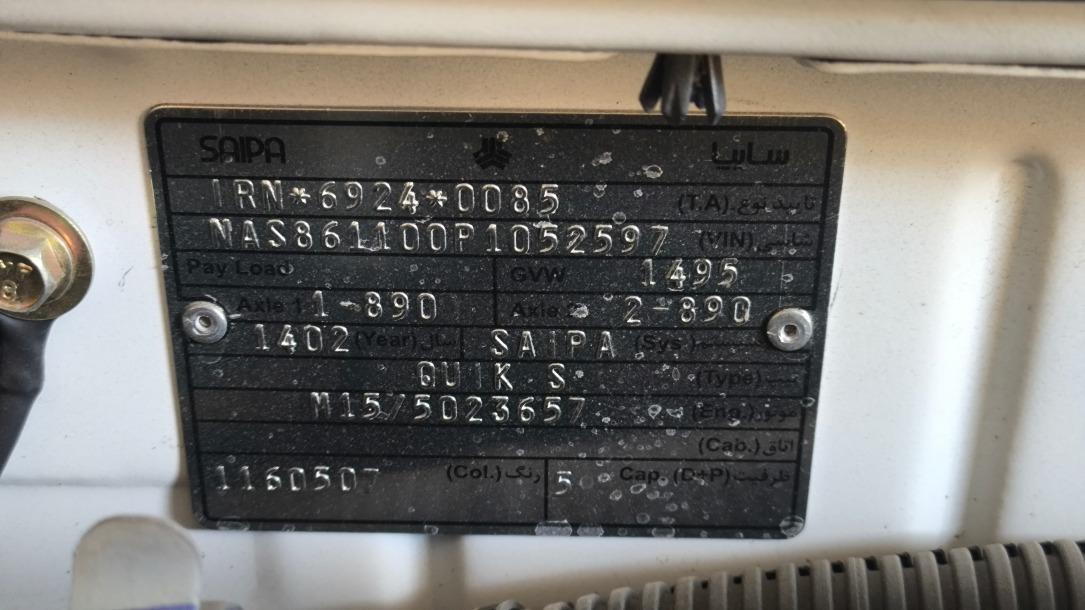 SAIPA سایپا
IRN*6924*0085 تایید نوع.(T.A)
NAS861100P1052597 شاسی(VIN)
Pay Load GVW 1495
Axle 1 1-890 Axle 2 2-890
1402 سال(Year) SAIPA (Sys.)
QUIK S تیپ(Type)
M15/5023657 موتور(Eng.)
اتاق(Cab.)
1160507 رنگ(Col.) 5 ظرفیت(D+P) Cap.